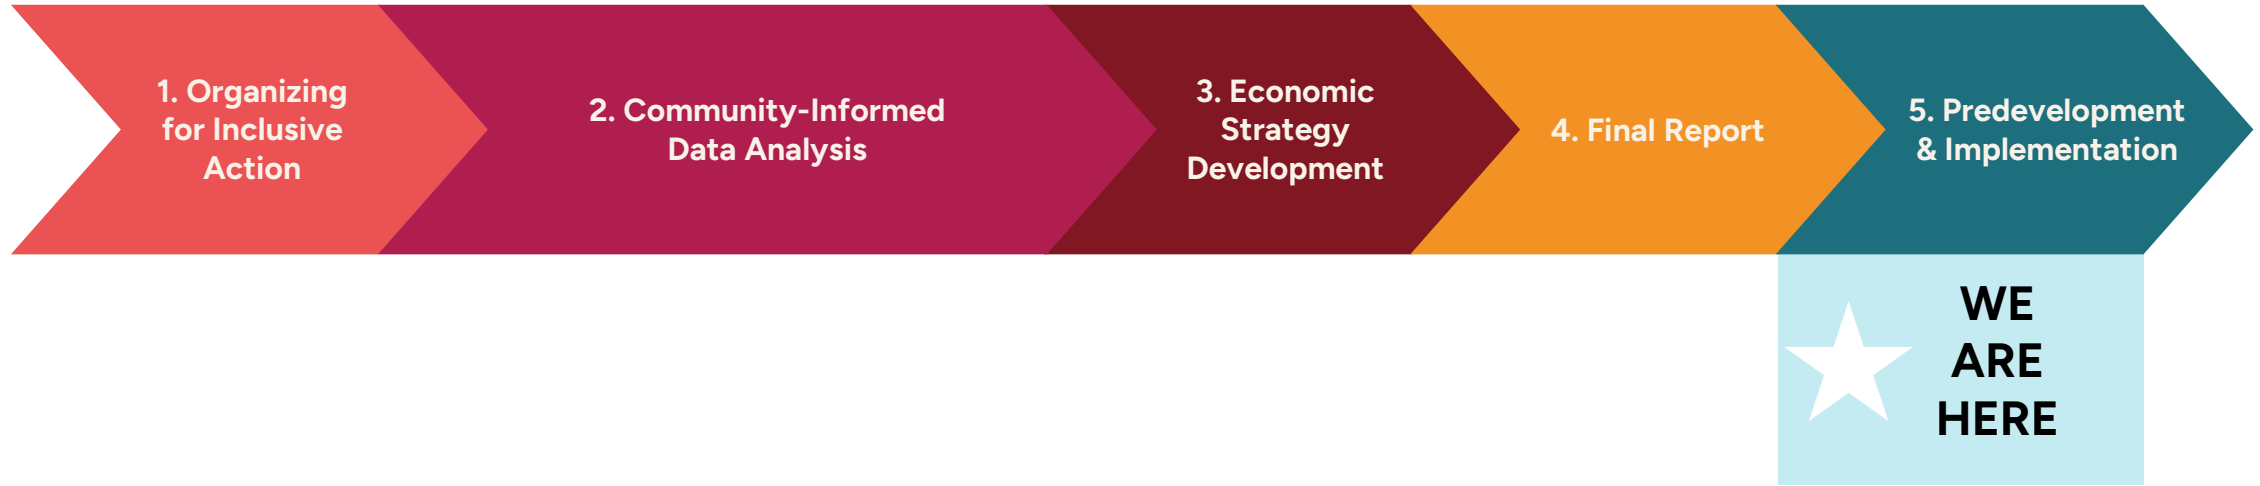 1. Organizing
for Inclusive
Action
2. Community-Informed
Data Analysis
3. Economic
Strategy
Development
4. Final Report
5. Predevelopment
& Implementation
WE
ARE
HERE